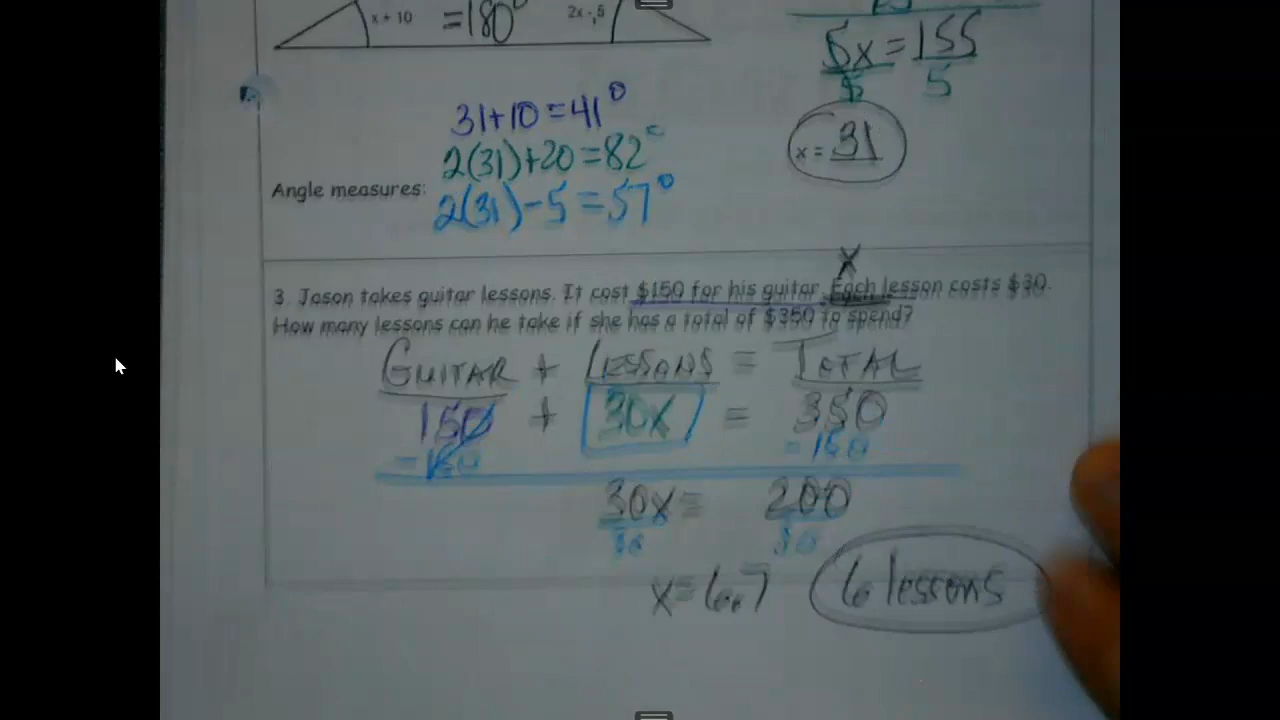 x + 10 =180° 2x - 5
5x = 155
5 5
31+10=41°
2(31)+20=82°
x = 31
Angle measures: 2(31)-5=57°
x
3. Jason takes guitar lessons. It cost $150 for his guitar. Each lesson costs $30.
How many lessons can he take if she has a total of $350 to spend?
GUITAR + LESSONS = TOTAL
150 + 30x = 350
-150 -150
30x = 200
30 30
x=6.7 6 lessons